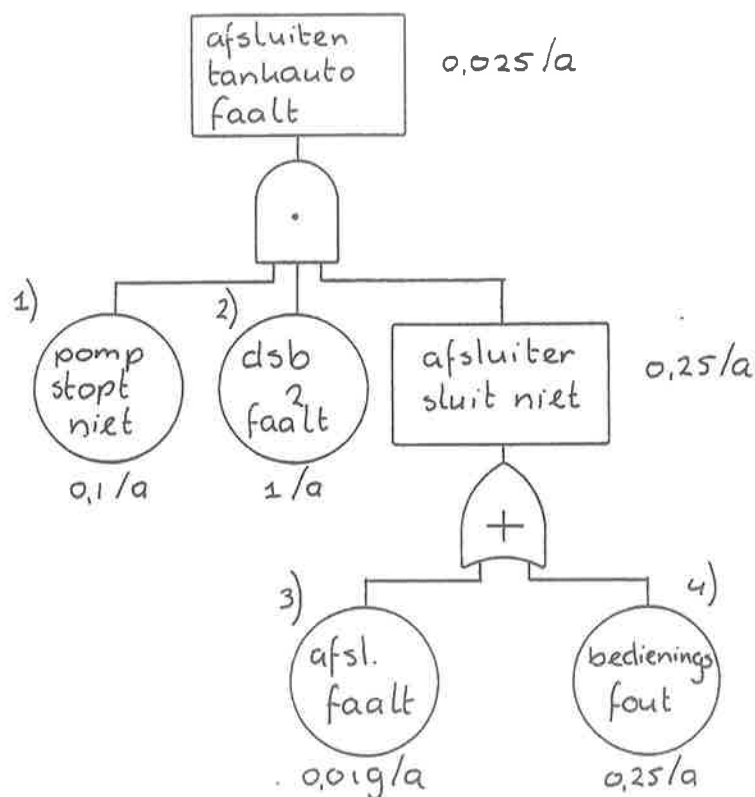 afsluiten
tankauto
faalt
0,025/a
1)
pomp
stopt
niet
0,1/a
2)
dsb
2
faalt
1/a
afsluiter
sluit niet
0,25/a
+
3)
afsl.
faalt
0,019/a
4)
bedienings
fout
0,25/a